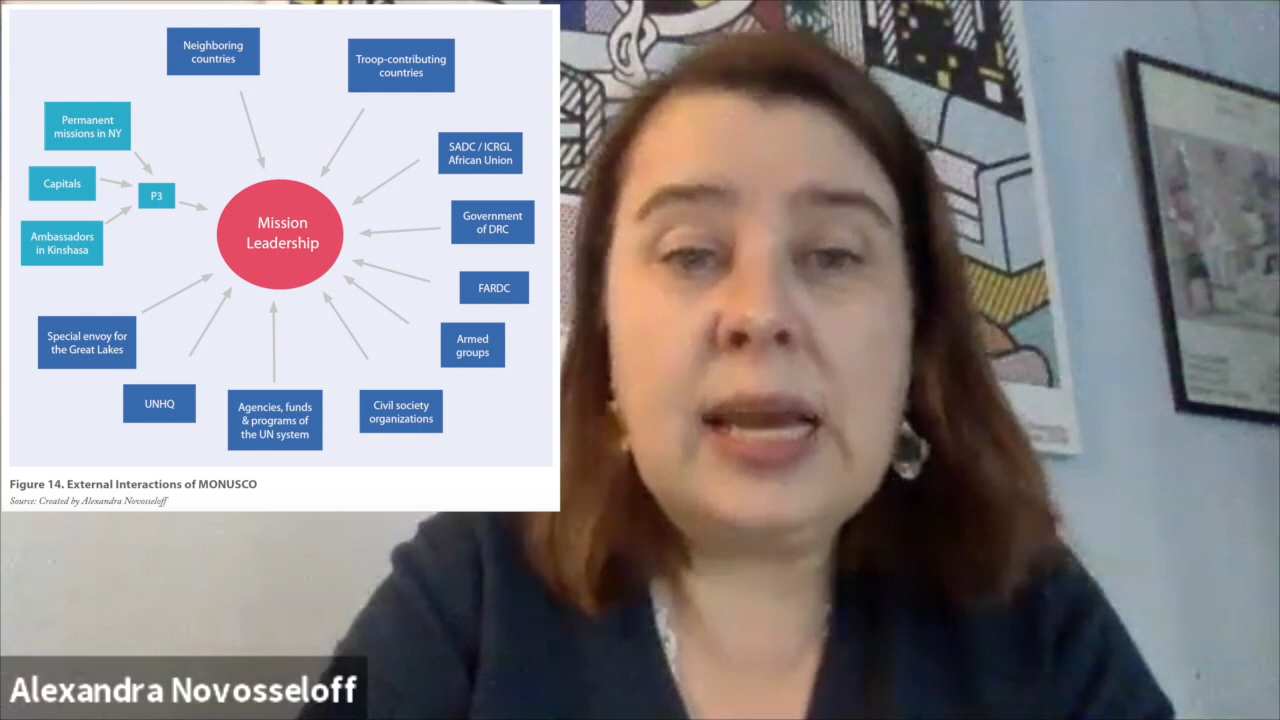 Neighboring
countries
Troop-contributing
countries
Permanent
missions in NY
SADC / ICRGL
African Union
Capitals
P3
Mission
Leadership
Government
of DRC
Ambassadors
in Kinshasa
FARDC
Special envoy for
the Great Lakes
Armed
groups
UNHQ
Agencies, funds
& programs of
the UN system
Civil society
organizations
Figure 14. External Interactions of MONUSCO
Source: Created by Alexandra Novosseloff
Alexandra Novosseloff